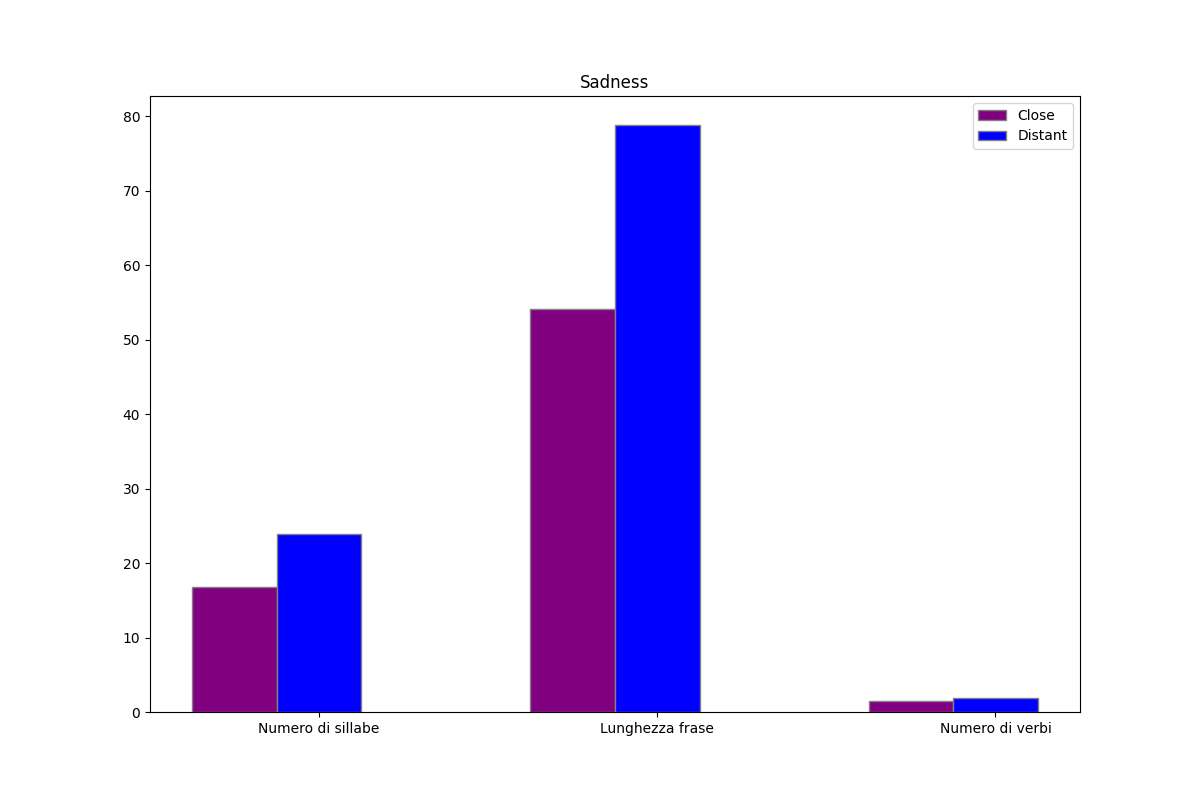 Sadness
Close
Distant
80
70
60
50
40
30
20
10
0
Numero di sillabe
Lunghezza frase
Numero di verbi